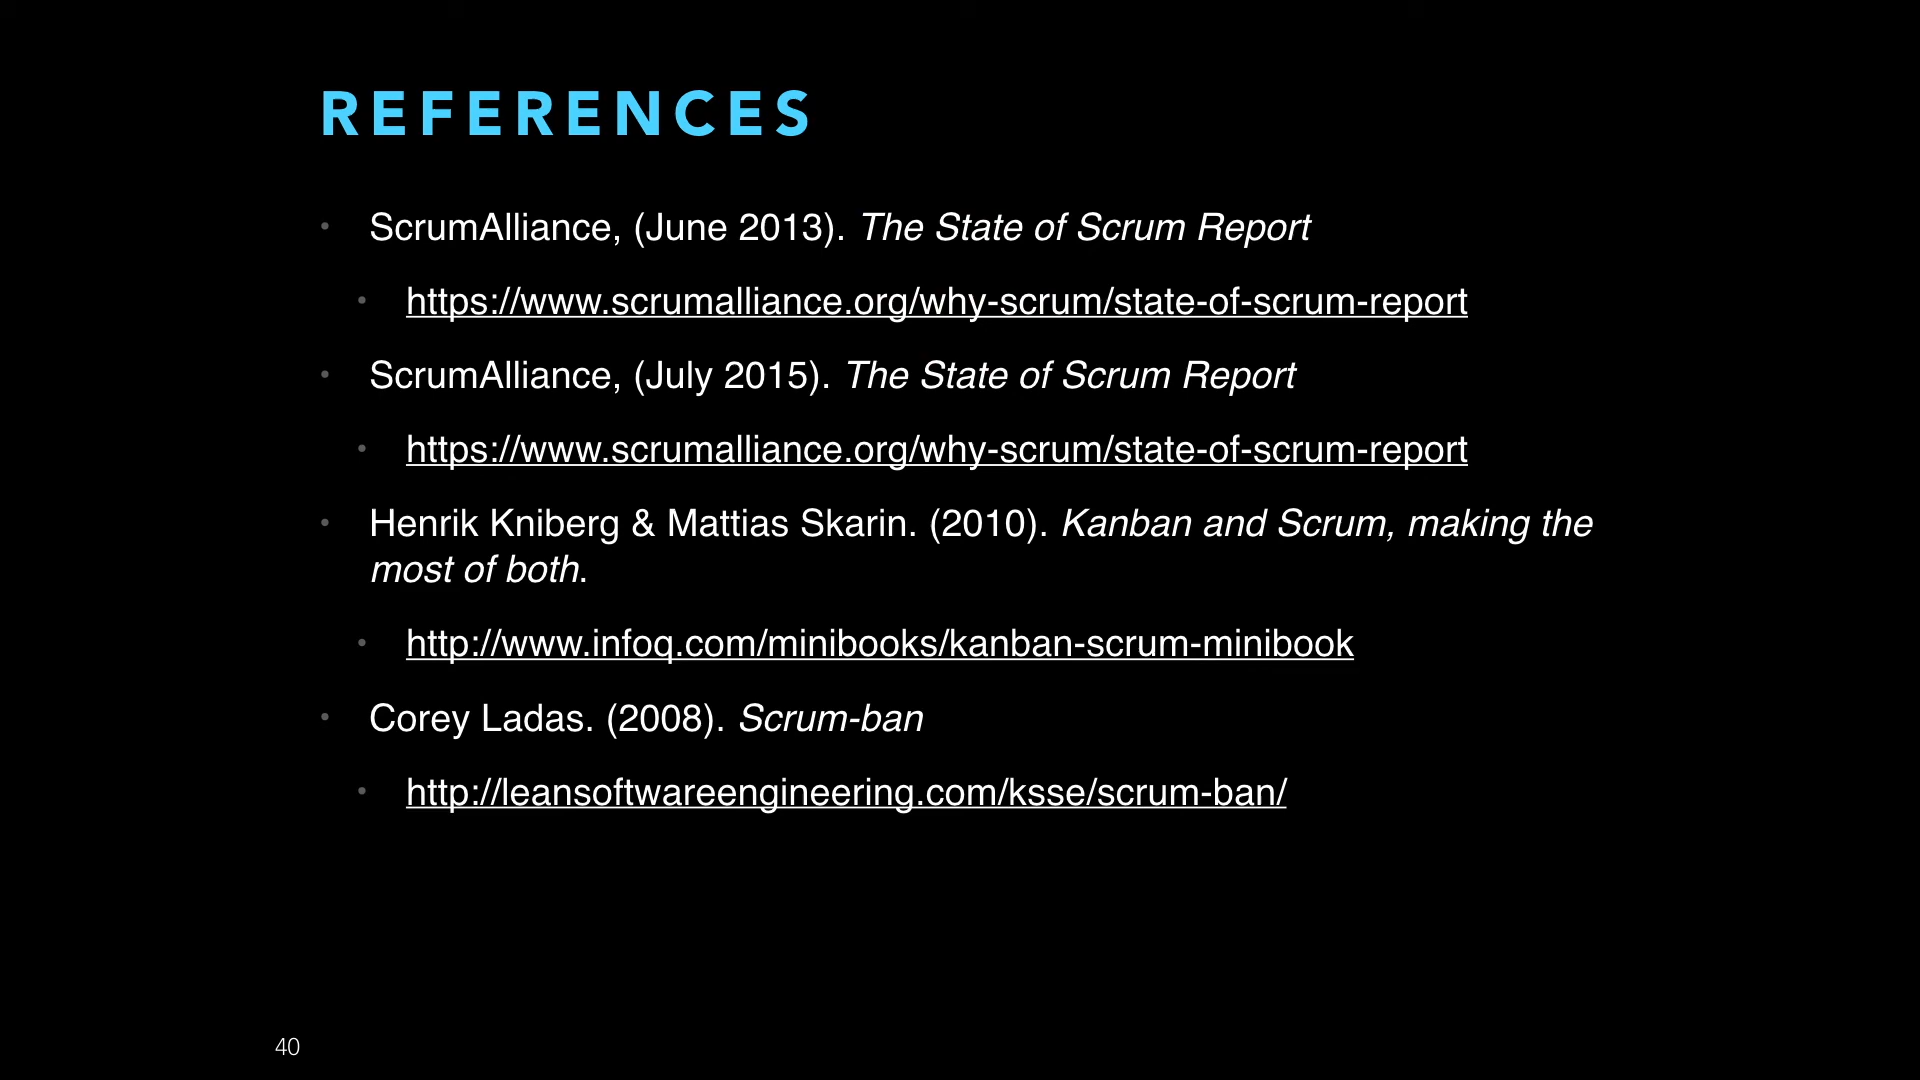 REFERENCES
• ScrumAlliance, (June 2013). The State of Scrum Report
• https://www.scrumalliance.org/why-scrum/state-of-scrum-report
• ScrumAlliance, (July 2015). The State of Scrum Report
• https://www.scrumalliance.org/why-scrum/state-of-scrum-report
• Henrik Kniberg & Mattias Skarin. (2010). Kanban and Scrum, making the
most of both.
• http://www.infoq.com/minibooks/kanban-scrum-minibook
• Corey Ladas. (2008). Scrum-ban
• http://leansoftwareengineering.com/ksse/scrum-ban/
40